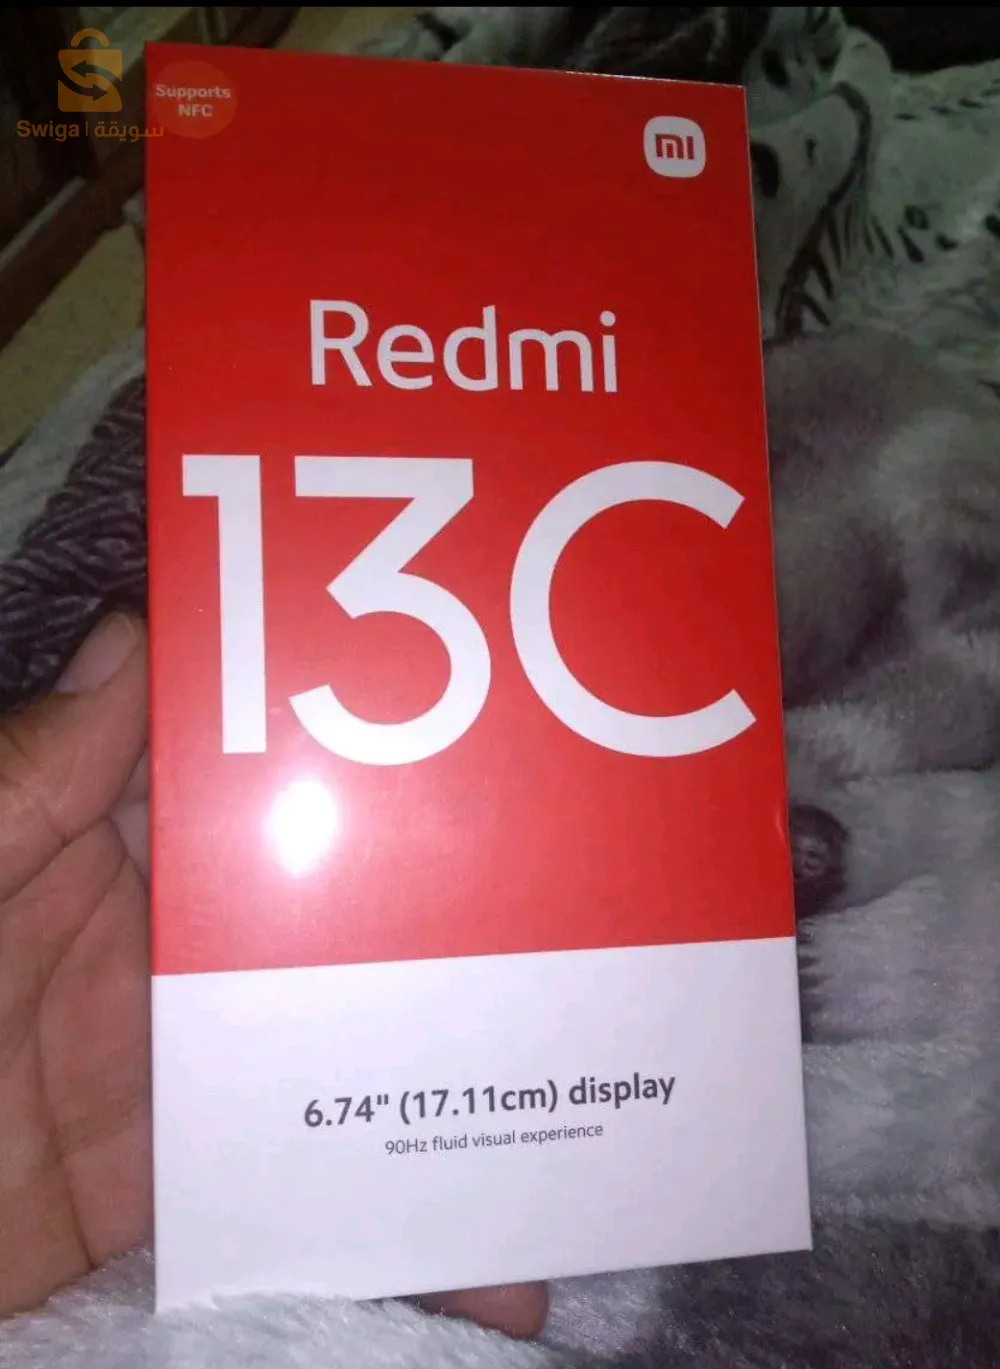 Swiga | سويقة
Supports
NFC
mi
Redmi
13C
6.74" (17.11cm) display
90Hz fluid visual experience